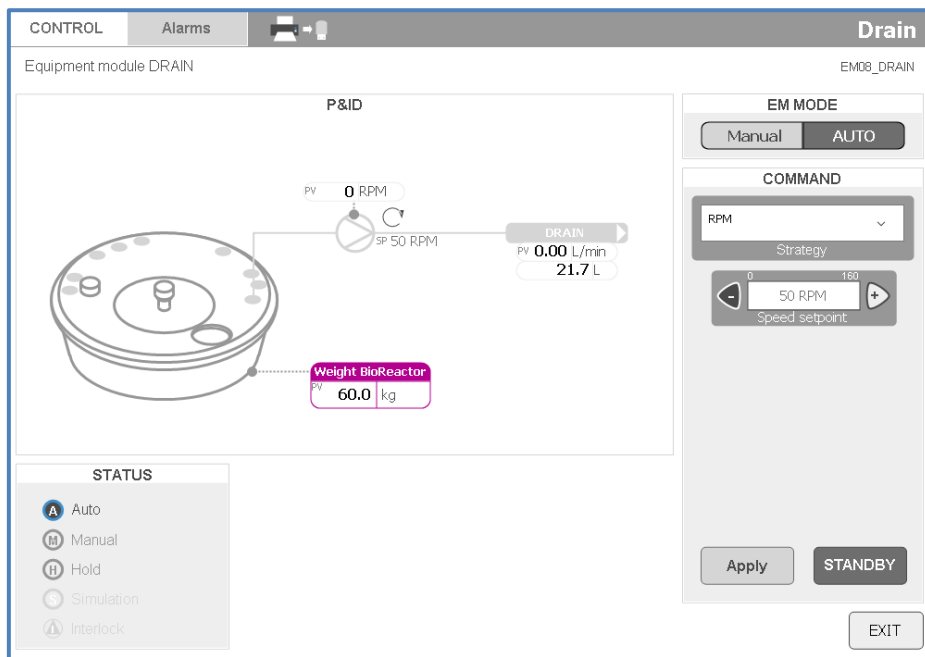 CONTROL
Alarms
Drain
Equipment module DRAIN
EM08_DRAIN
P&ID
PV 0 RPM
SP 50 RPM
DRAIN
PV 0.00 L/min
21.7 L
Weight BioReactor
PV 60.0 kg
EM MODE
Manual AUTO
COMMAND
RPM
Strategy
0 160
- 50 RPM +
Speed setpoint
Apply STANDBY
STATUS
A Auto
M Manual
H Hold
S Simulation
Interlock
EXIT